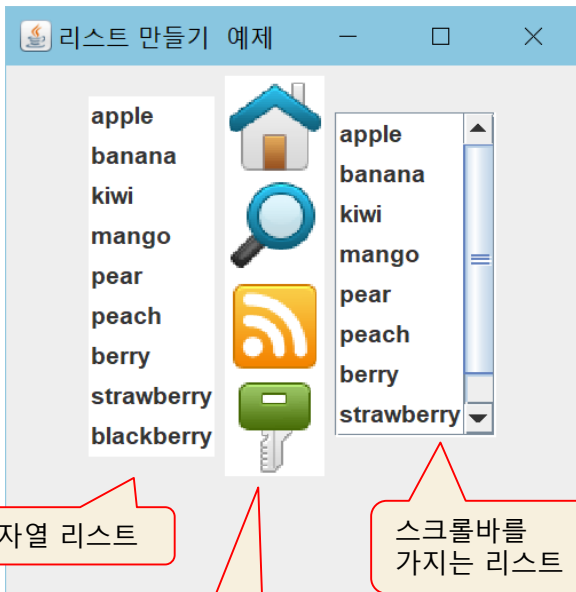 리스트 만들기 예제
apple
banana
kiwi
mango
pear
peach
berry
strawberry
blackberry
apple
banana
kiwi
mango
pear
peach
berry
strawberry
자열 리스트
스크롤바를
가지는 리스트